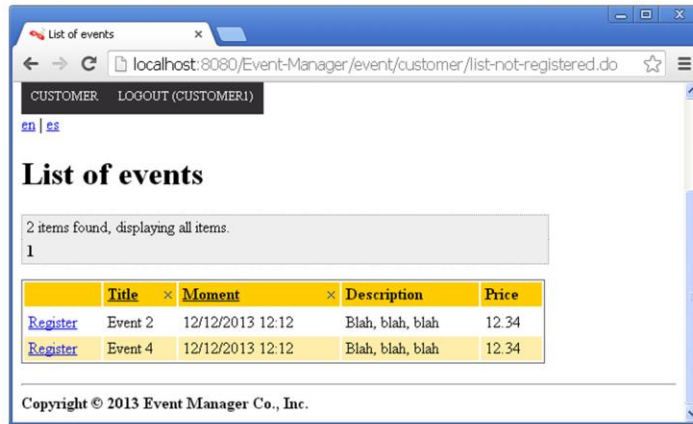 List of events
localhost:8080/Event-Manager/event/customer/list-not-registered.do
CUSTOMER LOGOUT (CUSTOMER1)
en | es
List of events
2 items found, displaying all items.
1
Title Moment Description Price
Register Event 2 12/12/2013 12:12 Blah, blah, blah 12.34
Register Event 4 12/12/2013 12:12 Blah, blah, blah 12.34
Copyright © 2013 Event Manager Co., Inc.